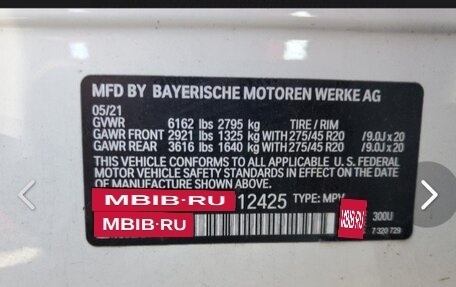 MFD BY BAYERISCHE MOTOREN WERKE AG
05/21
GVWR 6162 lbs 2795 kg TIRE / RIM
GAWR FRONT 2921 lbs 1325 kg WITH 275/45 R20 /9.0J x 20
GAWR REAR 3616 lbs 1640 kg WITH 275/45 R20 /9.0J x 20
THIS VEHICLE CONFORMS TO ALL APPLICABLE U. S. FEDERAL
MOTOR VEHICLE SAFETY STANDARDS IN EFFECT ON THE DATE
OF MANUFACTURE SHOWN ABOVE.
MBIB·RU 12425 TYPE: MPV
MBIB·RU MBIB·RU 300U
7 320 729